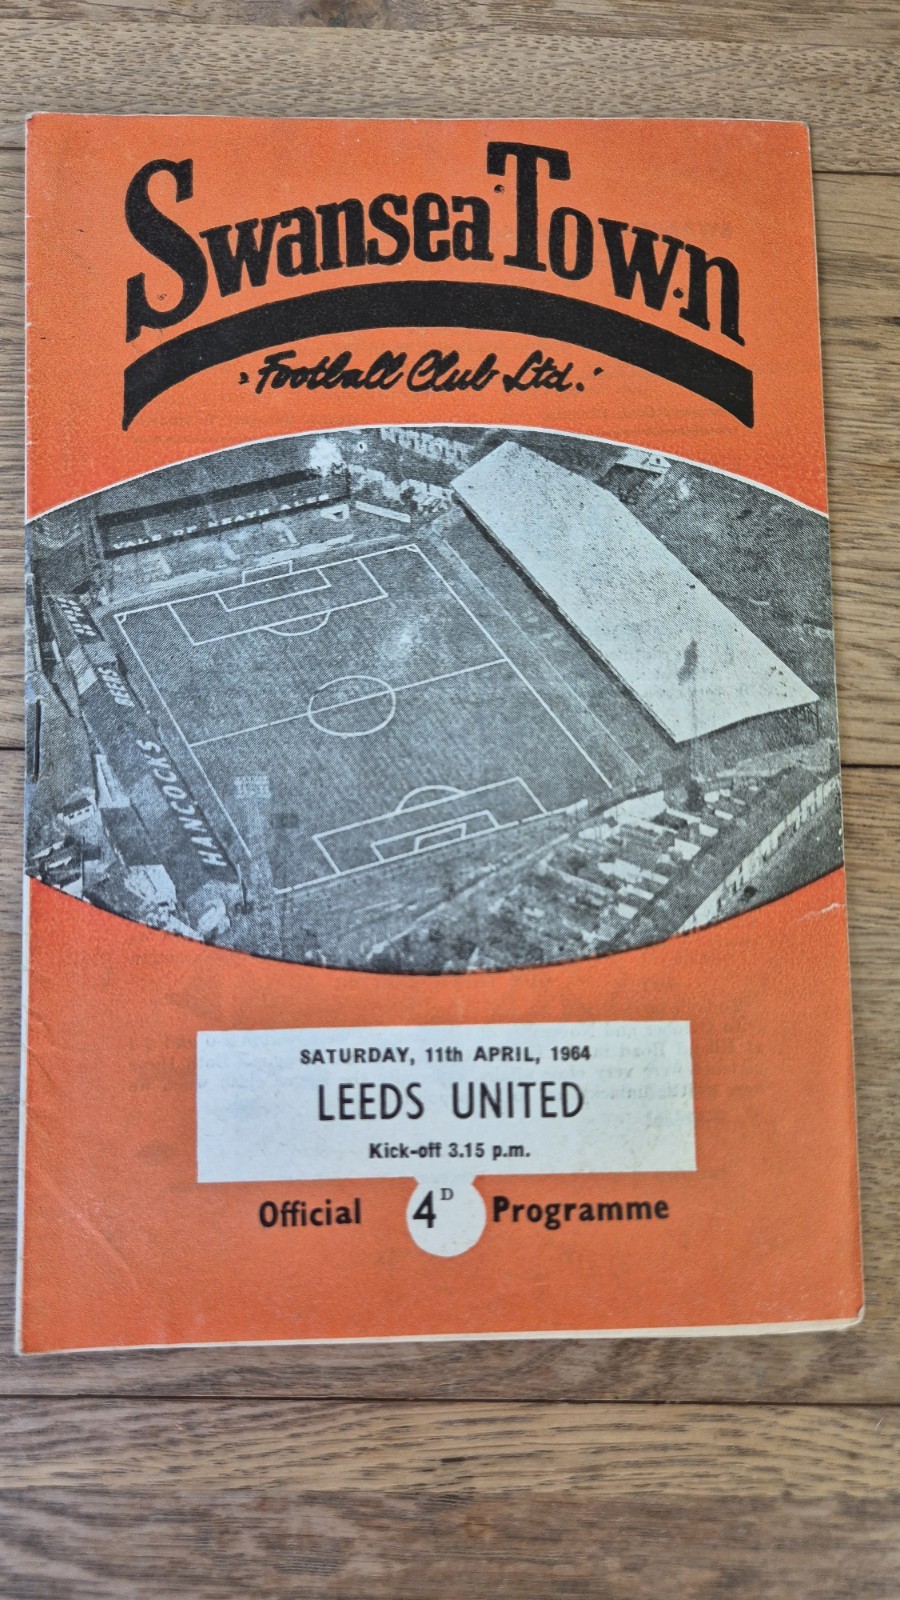 Swansea Town
Football Club Ltd.
VALE OF NEATH ALES
BEERS
HANCOCKS
SATURDAY, 11th APRIL, 1964
LEEDS UNITED
Kick-off 3.15 p.m.
Official 4D Programme